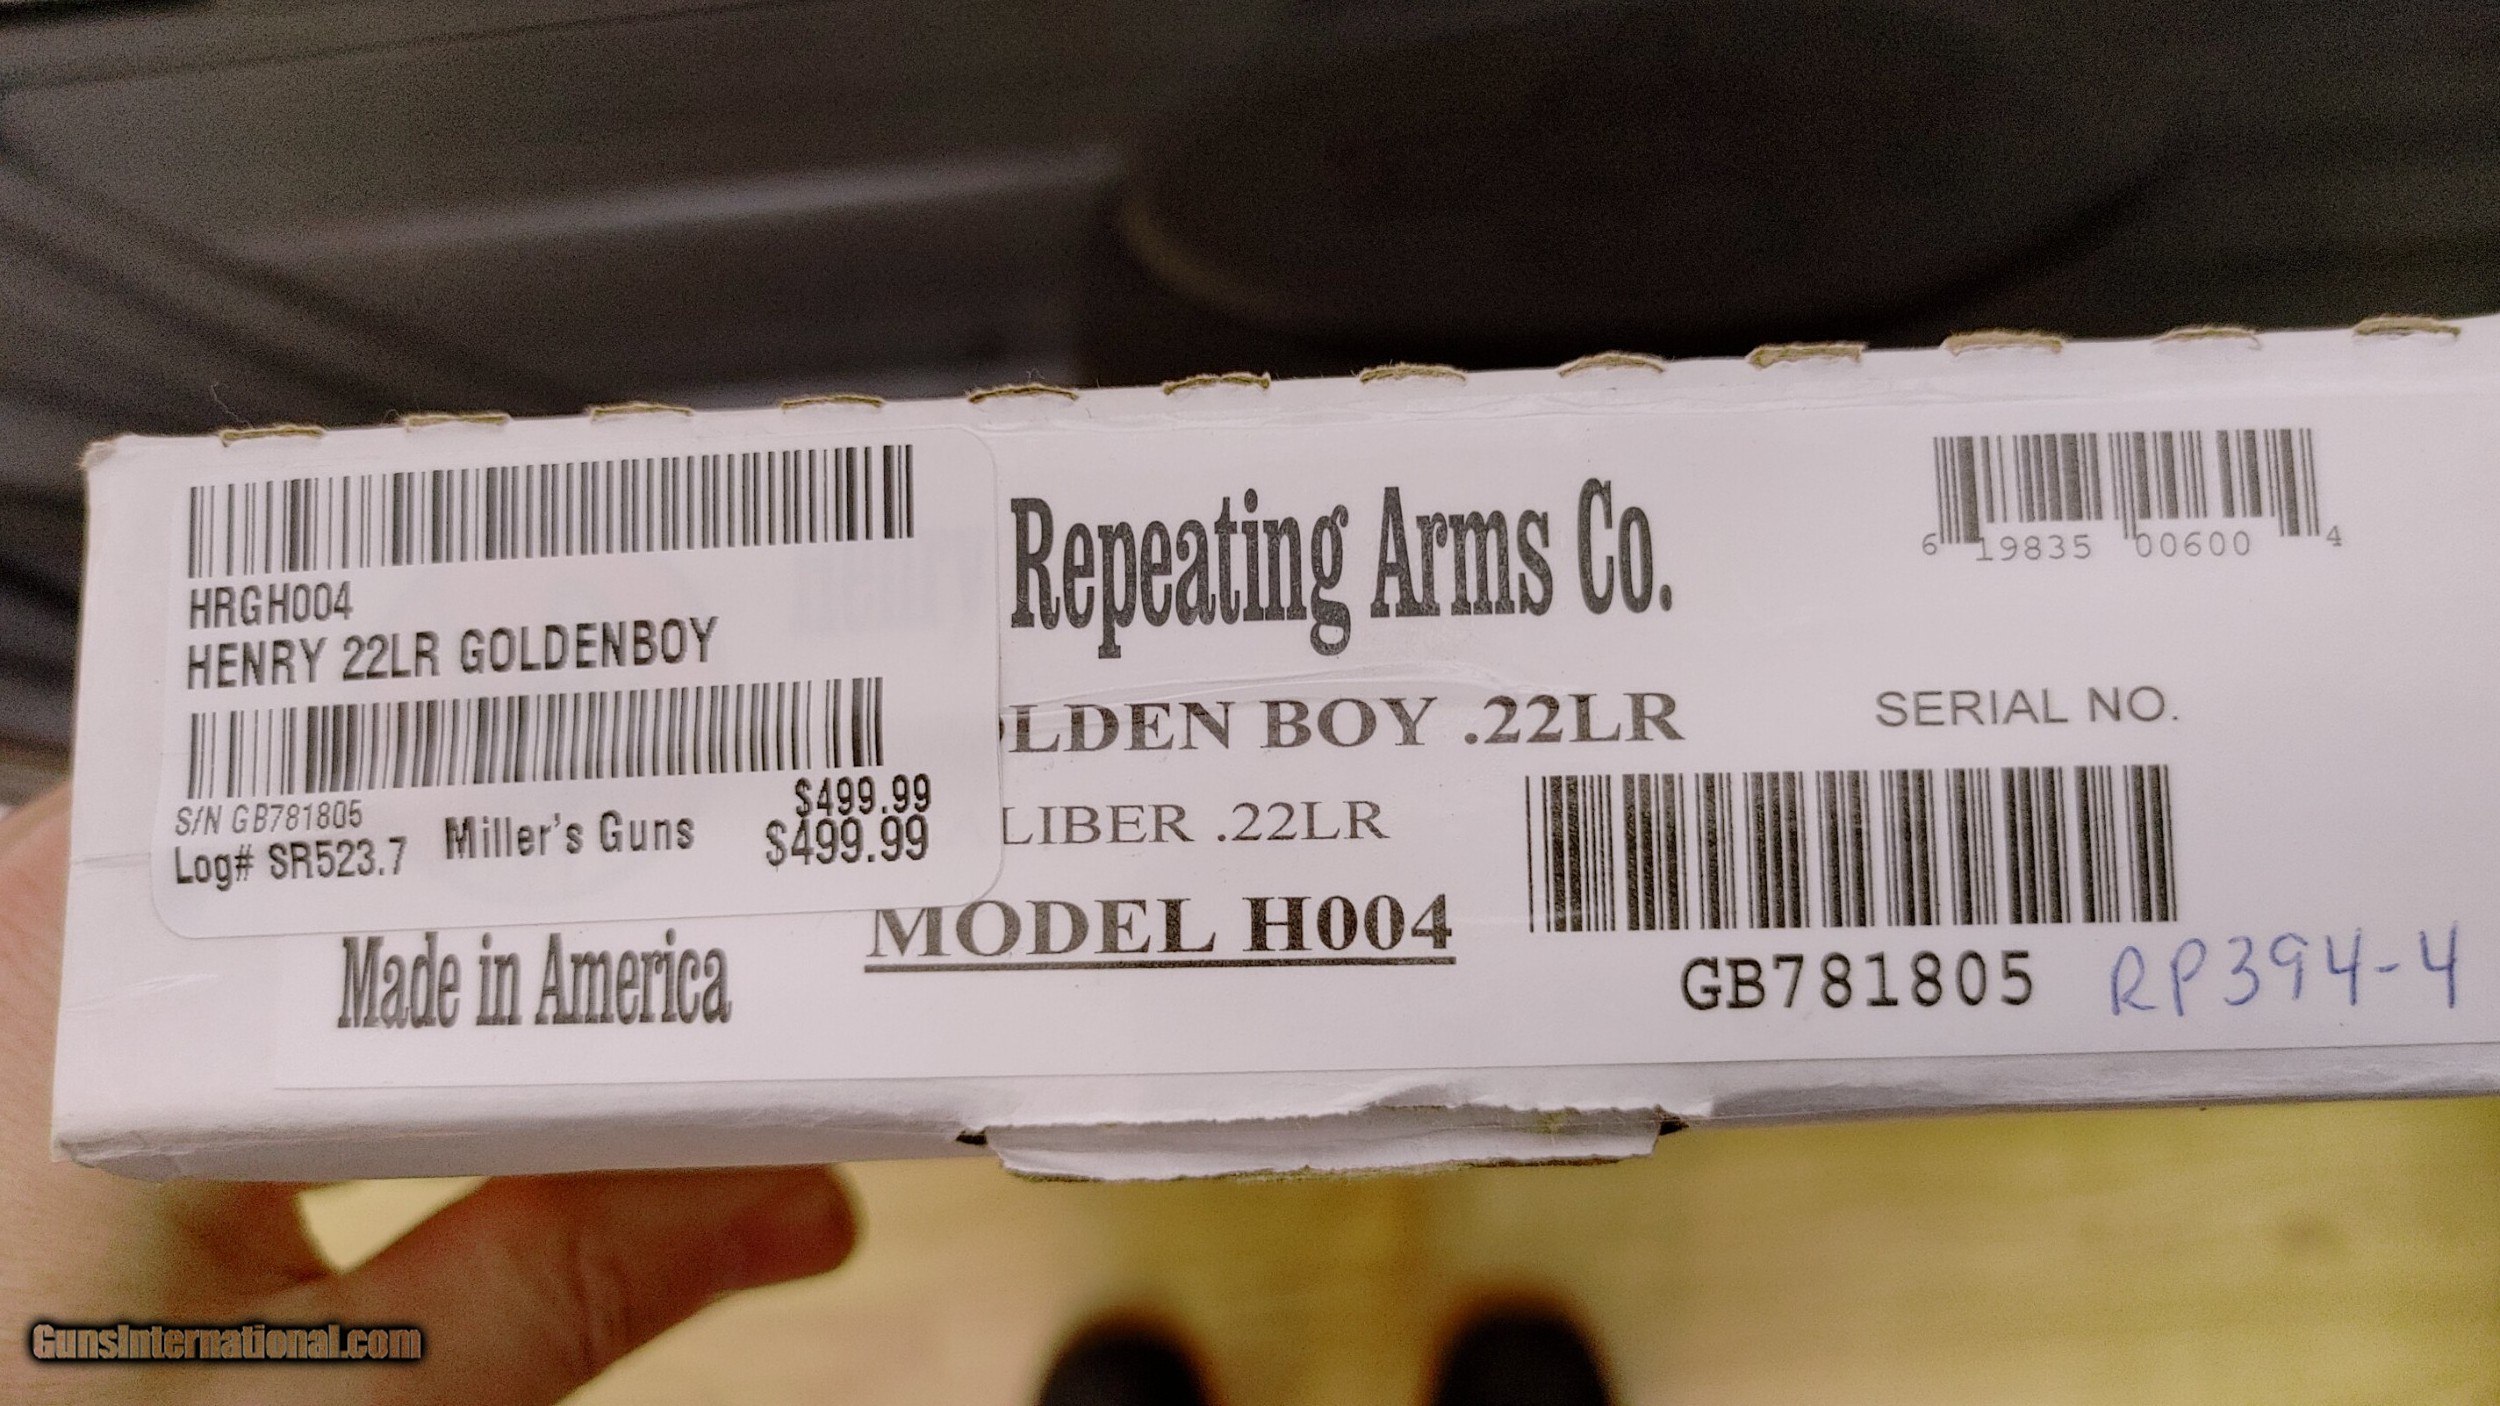 HRGH004
HENRY 22LR GOLDENBOY
S/N GB781805
$499.99
Log# SR523.7
Miller's Guns
$499.99
Made in America
Repeating Arms Co.
LDEN BOY .22LR
LIBER .22LR
MODEL H004
6 19835 00600 4
SERIAL NO.
GB781805
RP394-4
GunsInternational.com